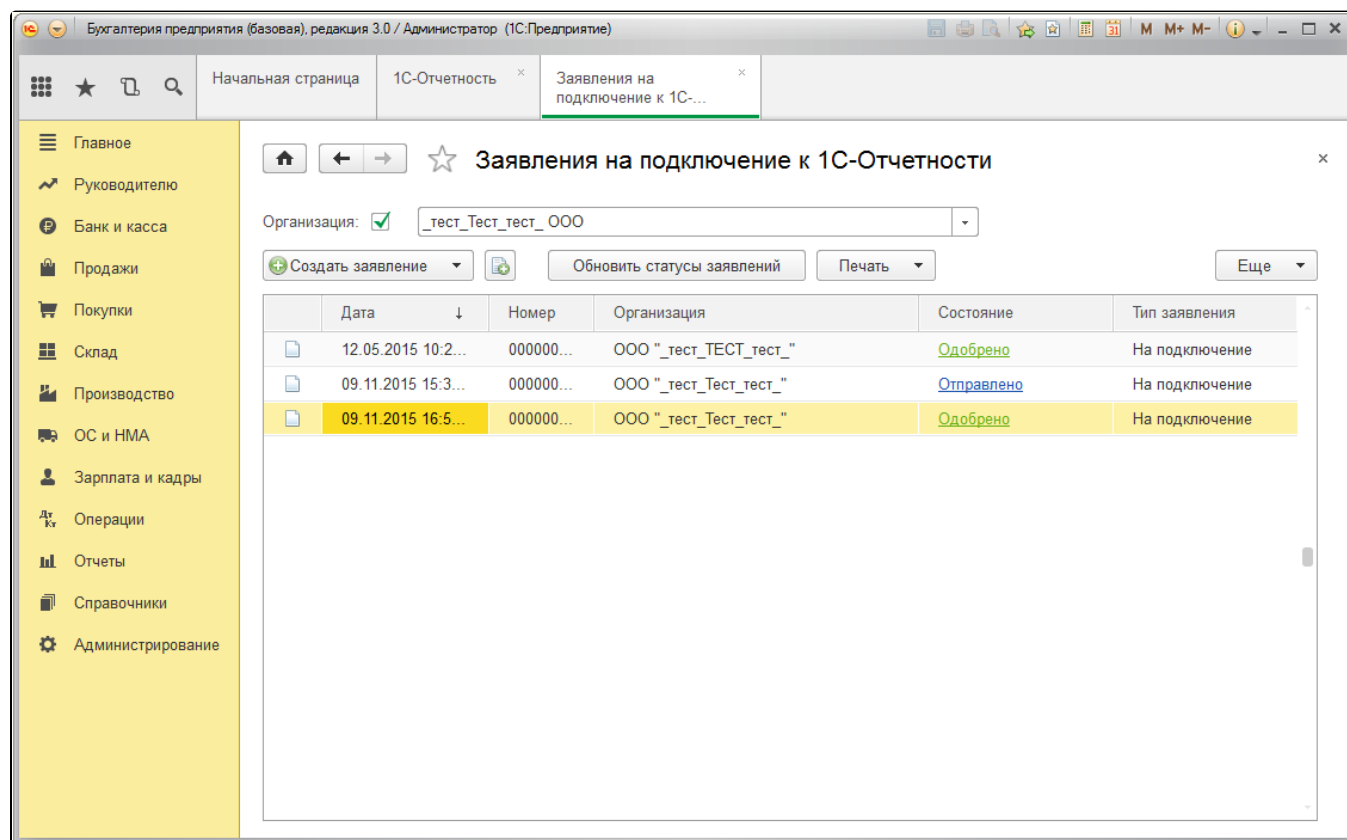 Бухгалтерия предприятия (базовая), редакция 3.0 / Администратор (1С:Предприятие)
M M+ M-
Начальная страница
1С-Отчетность
Заявления на
подключение к 1С-...
Главное
Руководителю
Банк и касса
Продажи
Покупки
Склад
Производство
ОС и НМА
Зарплата и кадры
Операции
Отчеты
Справочники
Администрирование
Заявления на подключение к 1С-Отчетности
Организация: _тест_Тест_тест_ ООО
Создать заявление
Обновить статусы заявлений
Печать
Еще
Дата ↓ Номер Организация Состояние Тип заявления
12.05.2015 10:2... 000000... ООО "_тест_ТЕСТ_тест_" Одобрено На подключение
09.11.2015 15:3... 000000... ООО "_тест_Тест_тест_" Отправлено На подключение
09.11.2015 16:5... 000000... ООО "_тест_Тест_тест_" Одобрено На подключение